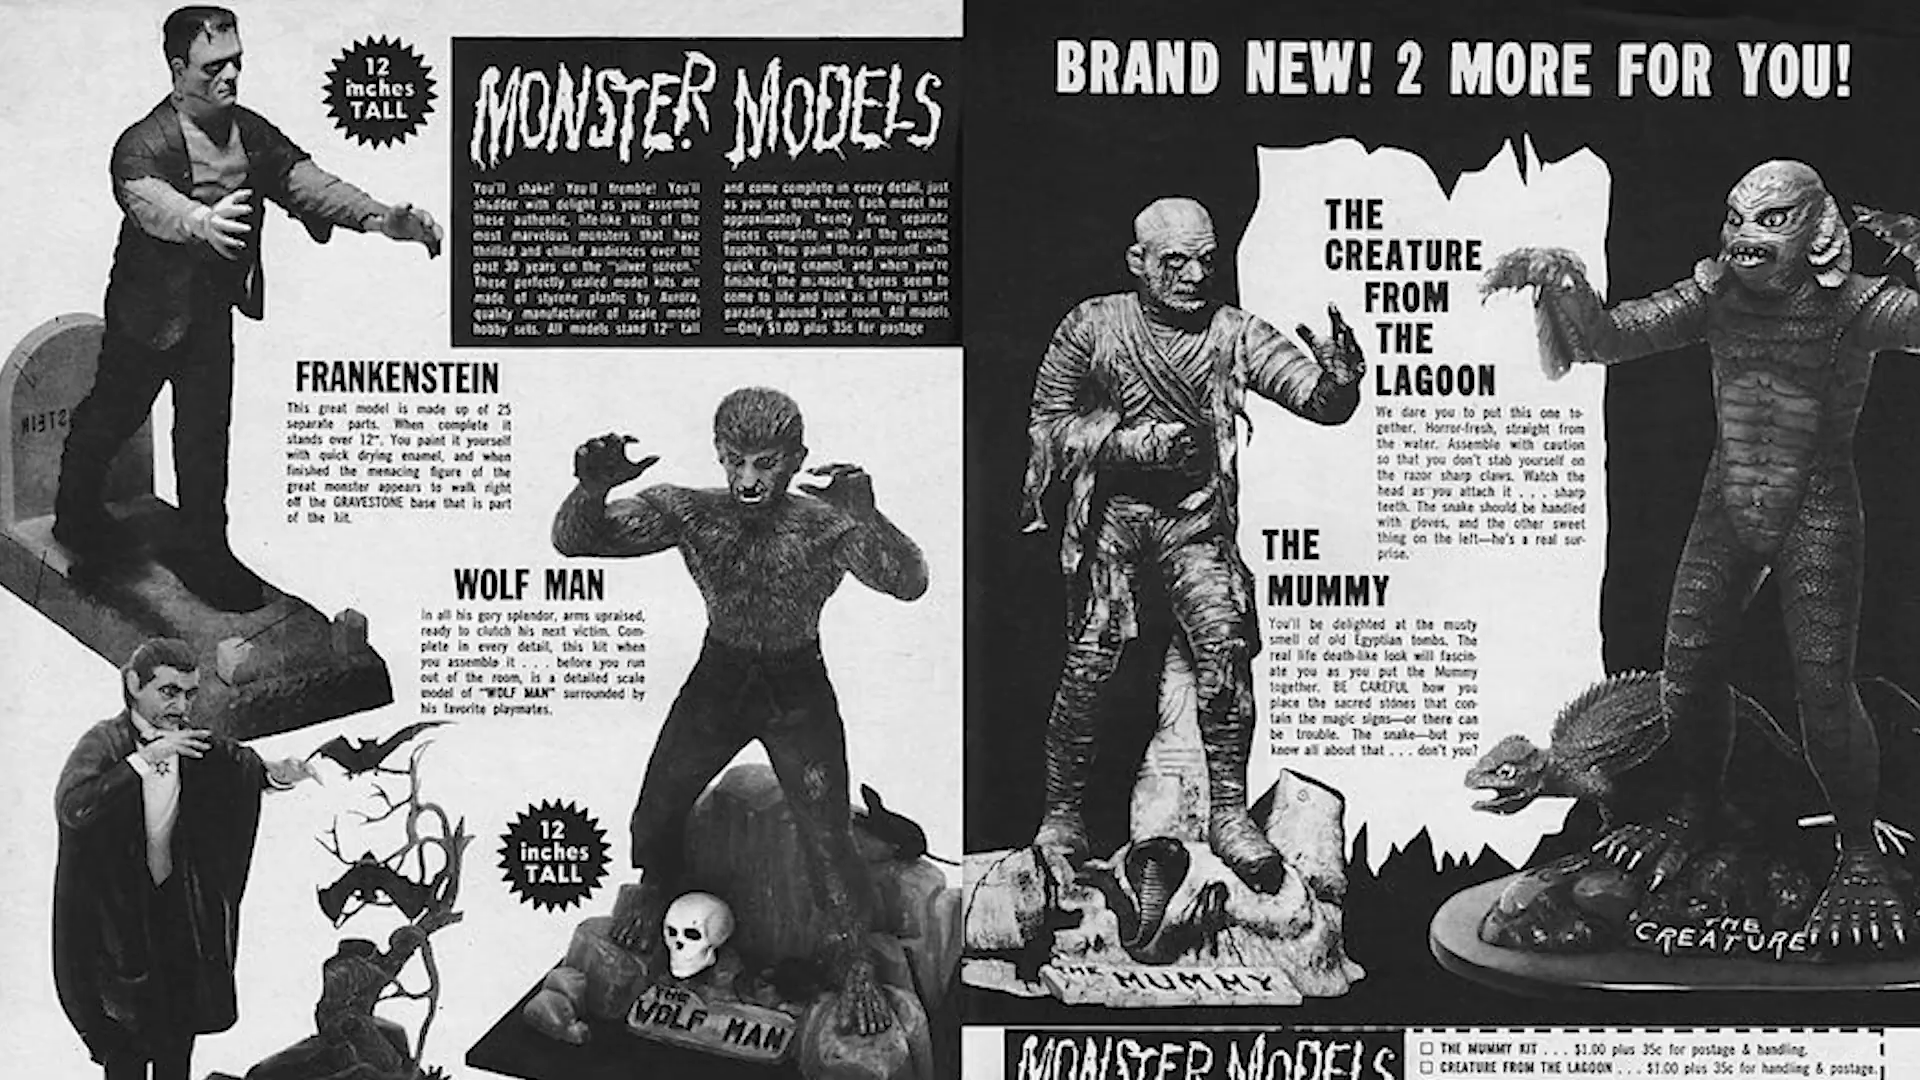 12
inches
TALL
MONSTER MODELS
You'll shake! You'll tremble! You'll
shudder with delight as you assemble
these authentic, life-like kits of the
most marvelous monsters that have
thrilled and chilled audiences over the
past 30 years on the "silver screen."
These perfectly scaled model kits are
made of styrene plastic by Aurora,
quality manufacturer of scale model
hobby sets. All models stand 12" tall
and come complete in every detail, just
as you see them here. Each model has
approximately twenty five separate
pieces complete with all the exciting
touches. You paint these yourself with
quick drying enamel, and when you're
finished, the menacing figures seem to
come to life and look as if they'll start
parading around your room. All models
—Only $1.00 plus 35c for postage
FRANKENSTEIN
This great model is made up of 25
separate parts. When complete it
stands over 12". You paint it yourself
with quick drying enamel, and when
finished the menacing figure of the
great monster appears to walk right
off the GRAVESTONE base that is part
of the kit.
WOLF MAN
In all his gory splendor, arms upraised,
ready to clutch his next victim. Com-
plete in every detail, this kit when
you assemble it . . . before you run
out of the room, is a detailed scale
model of "WOLF MAN" surrounded by
his favorite playmates.
12
inches
TALL
THE
WOLF MAN
BRAND NEW! 2 MORE FOR YOU!
THE
CREATURE
FROM
THE
LAGOON
We dare you to put this one to-
gether. Horror-fresh, straight from
the water. Assemble with caution
so that you don't stab yourself on
the razor sharp claws. Watch the
head as you attach it . . . sharp
teeth. The snake should be handled
with gloves, and the other sweet
thing on the left—he's a real sur-
prise.
THE
MUMMY
You'll be delighted at the musty
smell of old Egyptian tombs. The
real life death-like look will fascin-
ate you as you put the Mummy
together. BE CAREFUL how you
place the sacred stones that con-
tain the magic signs—or there can
be trouble. The snake—but you
know all about that . . . don't you?
THE MUMMY
THE
CREATURE
MONSTER MODELS
THE MUMMY KIT . . . $1.00 plus 35c for postage & handling.
CREATURE FROM THE LAGOON . . . $1.00 plus 35c for handling & postage.